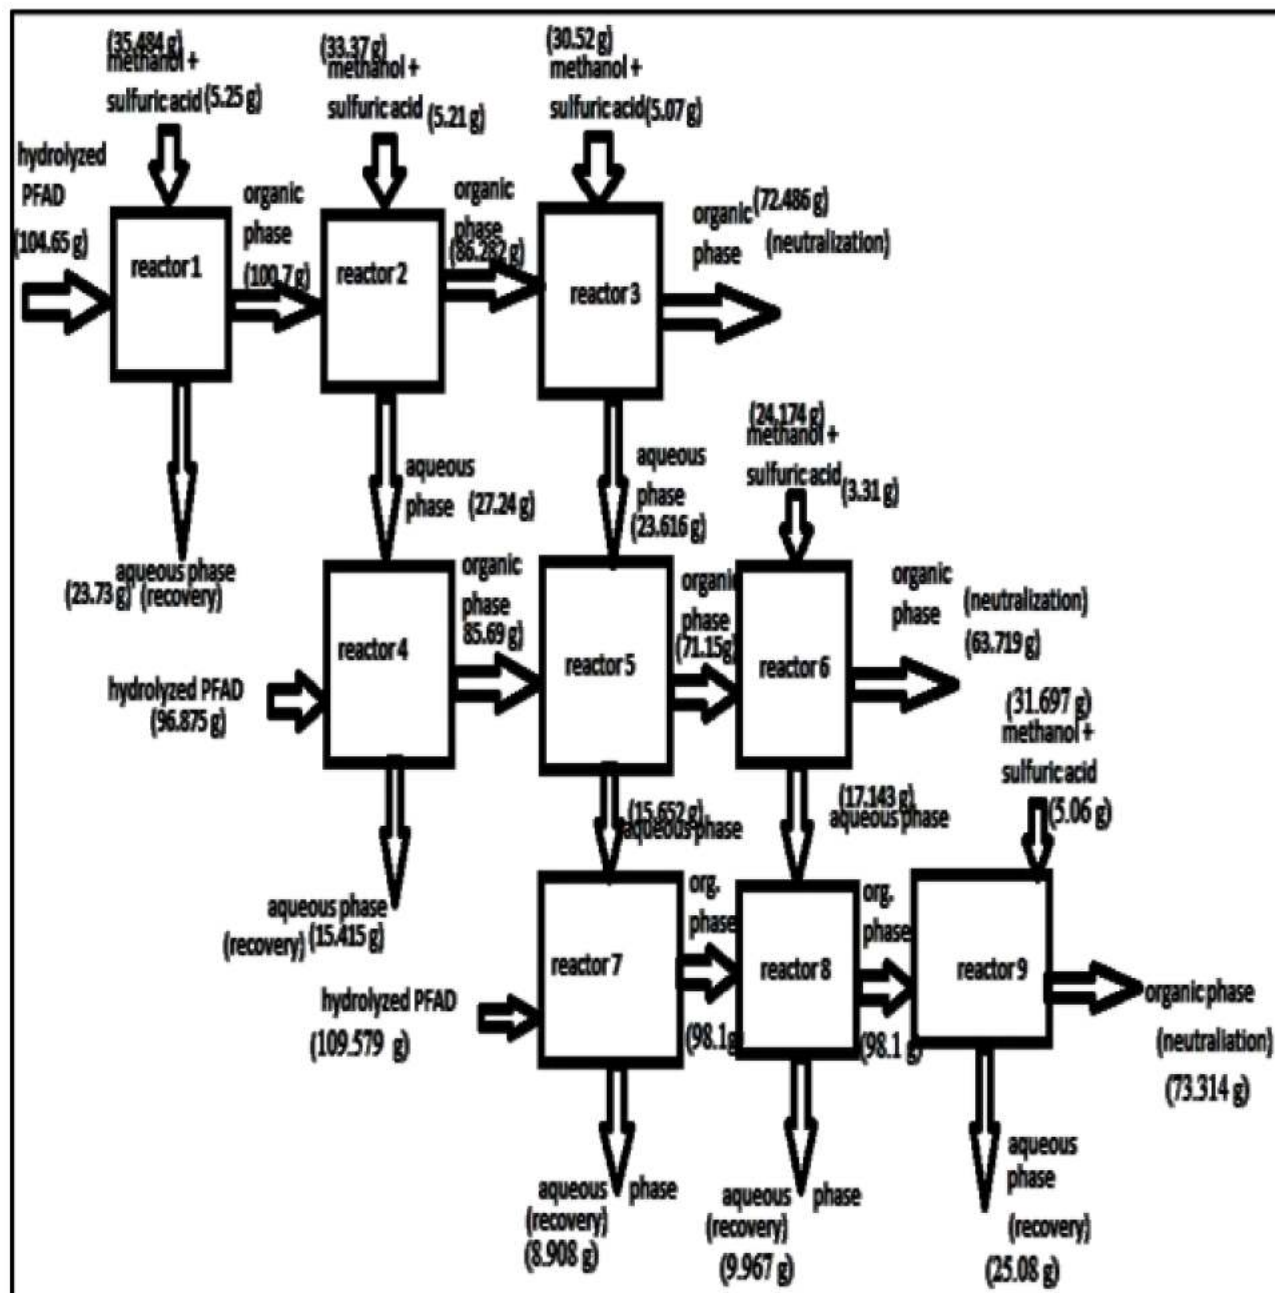 (35.484 g)
methanol +
sulfuric acid (5.25 g)
(33.37g)
methanol +
sulfuric acid (5.21 g)
(30.52g)
methanol +
sulfuric acid(5.07 g)
hydrolyzed
PFAD
(104.65 g)
reactor 1
organic
phase
(100.7 g)
reactor 2
organic
phase
(86.282 g)
reactor 3
organic (72.486 g)
phase (neutralization)
aqueous phase
(23.73 g) (recovery)
aqueous
phase (27.24 g)
aqueous
phase
(23.616 g)
(24.174g)
methanol +
sulfuric acid (3.31 g)
hydrolyzed PFAD
(96.875 g)
reactor 4
organic
phase
85.69 g)
reactor 5
organic
phase
(71.15g)
reactor 6
organic
phase
(neutralization)
(63.719 g)
aqueous phase
(recovery) (15.415 g)
(15.652 g)
aqueous phase
(17.143 g)
aqueous phase
(31.697 g)
methanol +
sulfuric acid
(5.06 g)
hydrolyzed PFAD
(109.579 g)
reactor 7
org.
phase
(98.1g
reactor 8
org.
phase
(98.1 g)
reactor 9
organic phase
(neutraliation)
(73.314 g)
aqueous phase
(recovery)
(8.908 g)
aqueous phase
(recovery)
(9.967 g)
aqueous
phase
(recovery)
(25.08 g)